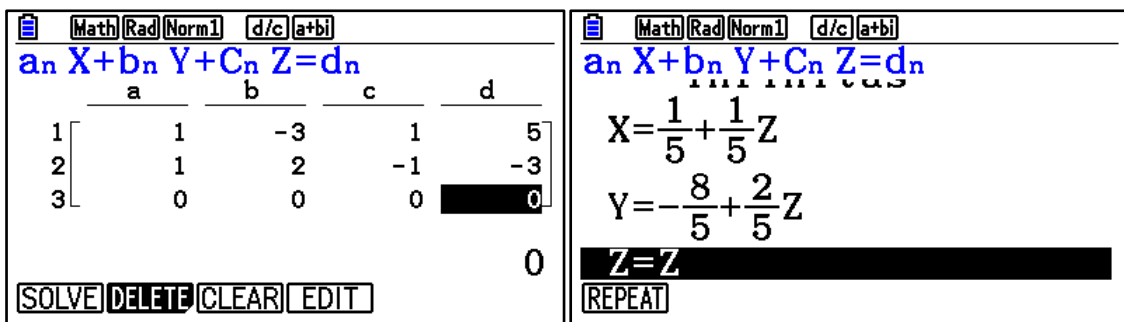 Math Rad Norm1 d/c a+bi
an X+bn Y+Cn Z=dn
a b c d
1 1 -3 1 5
2 1 2 -1 -3
3 0 0 0 0
0
SOLVE DELETE CLEAR EDIT
Math Rad Norm1 d/c a+bi
an X+bn Y+Cn Z=dn
X=1/5+1/5Z
Y=-8/5+2/5Z
Z=Z
REPEAT